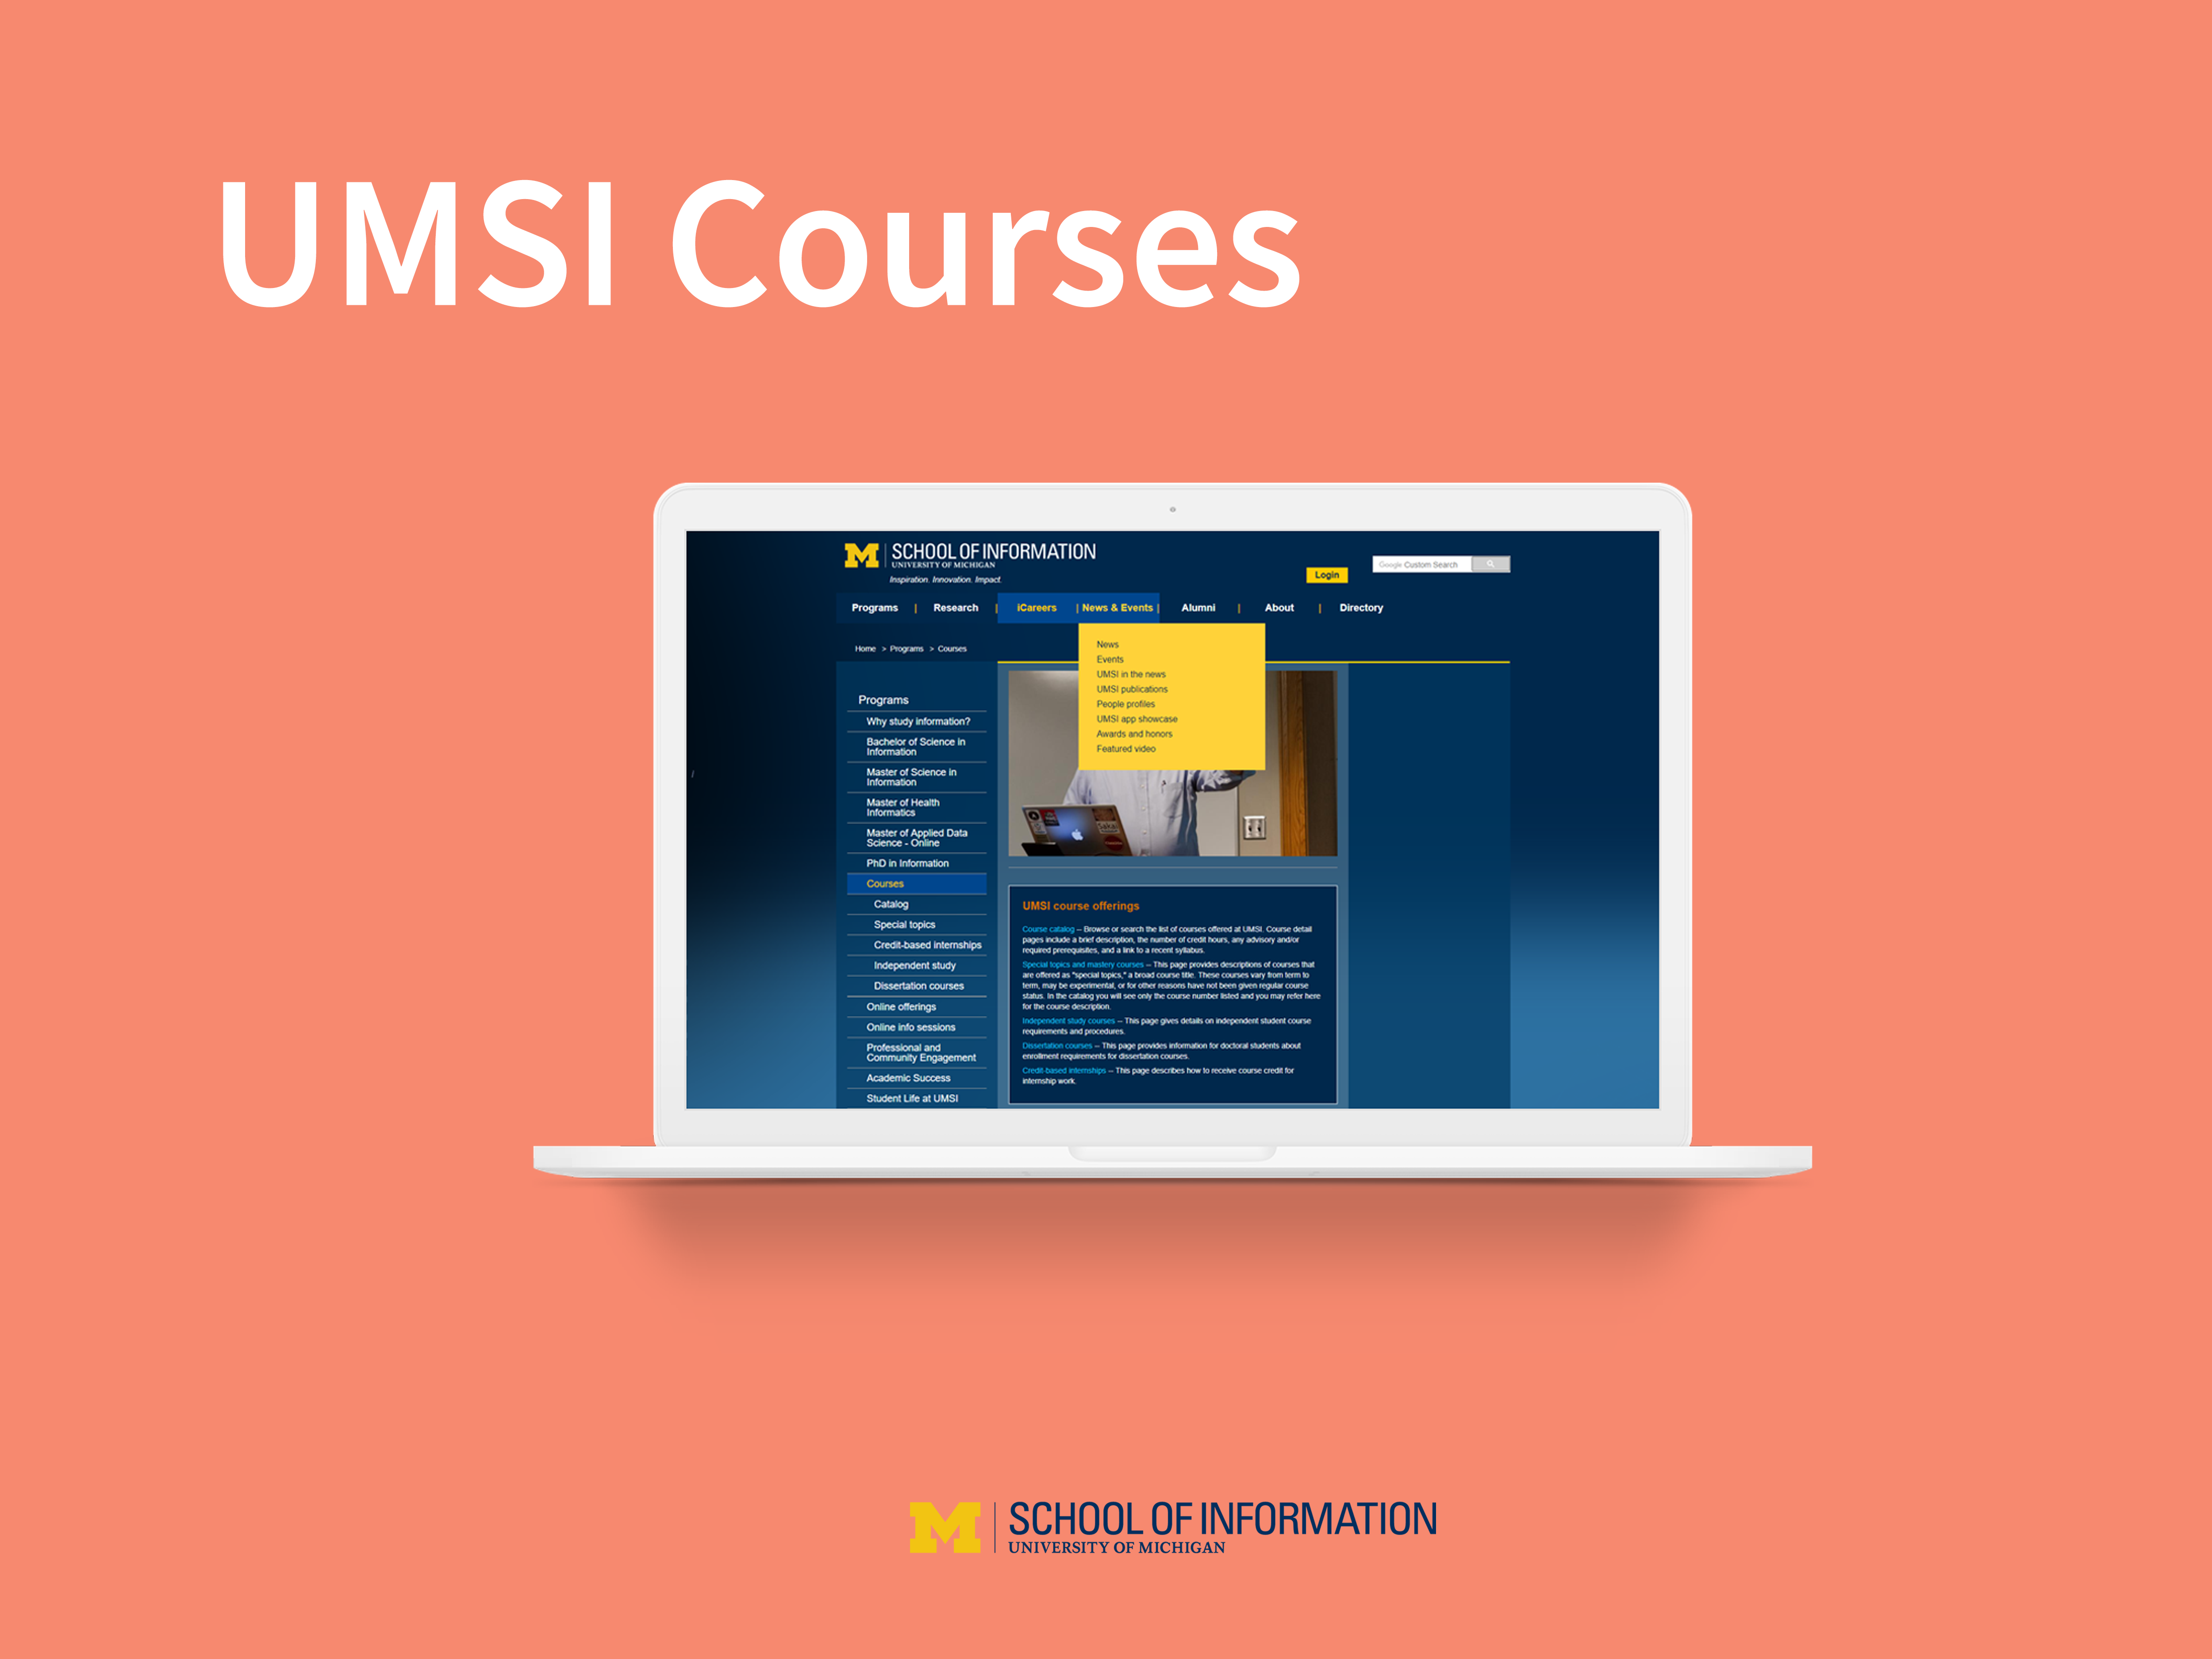 UMSI Courses
M SCHOOL OF INFORMATION
UNIVERSITY OF MICHIGAN
Inspiration. Innovation. Impact.
Login
Google Custom Search
Programs | Research | iCareers | News & Events | Alumni | About | Directory
Home > Programs > Courses
News
Events
UMSI in the news
UMSI publications
People profiles
UMSI app showcase
Awards and honors
Featured video
Programs
Why study information?
Bachelor of Science in
Information
Master of Science in
Information
Master of Health
Informatics
Master of Applied Data
Science - Online
PhD in Information
Courses
Catalog
Special topics
Credit-based internships
Independent study
Dissertation courses
Online offerings
Online info sessions
Professional and
Community Engagement
Academic Success
Student Life at UMSI
UMSI course offerings
Course catalog -- Browse or search the list of courses offered at UMSI. Course detail
pages include a brief description, the number of credit hours, any advisory and/or
required prerequisites, and a link to a recent syllabus.
Special topics and mastery courses -- This page provides descriptions of courses that
are offered as "special topics," a broad course title. These courses vary from term to
term, may be experimental, or for other reasons have not been given regular course
status. In the catalog you will see only the course number listed and you may refer here
for the course description.
Independent study courses -- This page gives details on independent student course
requirements and procedures.
Dissertation courses -- This page provides information for doctoral students about
enrollment requirements for dissertation courses.
Credit-based internships -- This page describes how to receive course credit for
internship work.
M SCHOOL OF INFORMATION
UNIVERSITY OF MICHIGAN